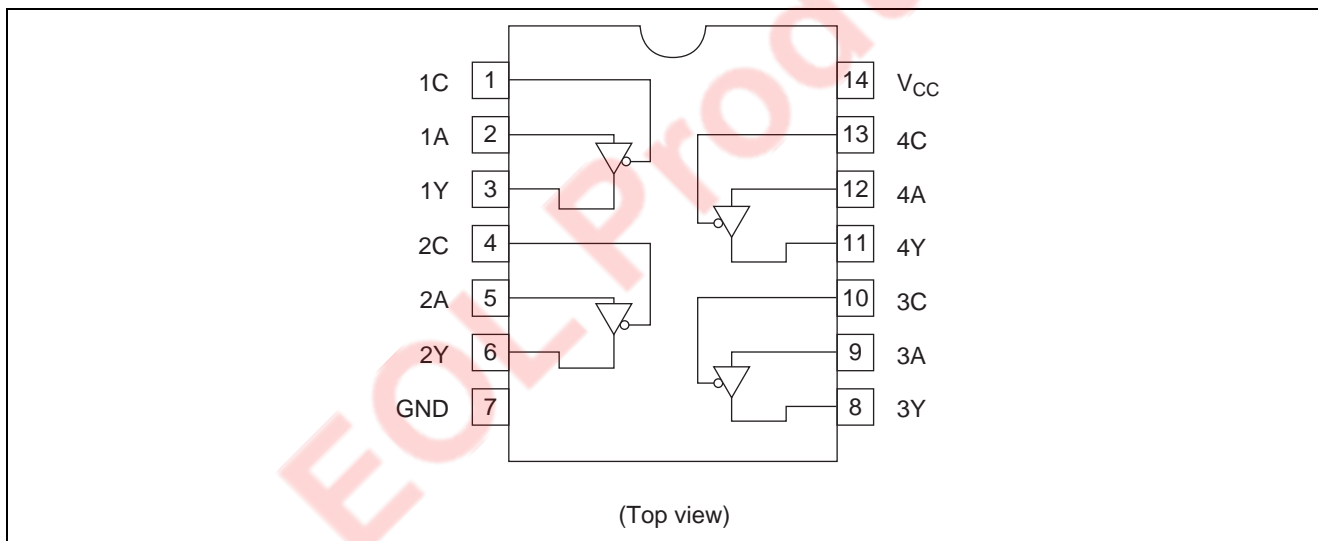 1C 1 14 VCC
1A 2 13 4C
1Y 3 12 4A
2C 4 11 4Y
2A 5 10 3C
2Y 6 9 3A
GND 7 8 3Y
(Top view)
EOL Produ